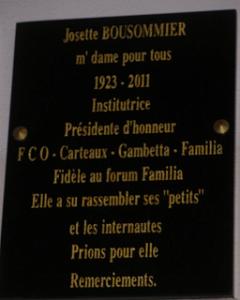 Josette BOUSOMMIER
m' dame pour tous
1923 - 2011
Institutrice
Présidente d'honneur
F C O - Carteaux - Gambetta - Familia
Fidèle au forum Familia
Elle a su rassembler ses "petits"
et les internautes
Prions pour elle
Remerciements.